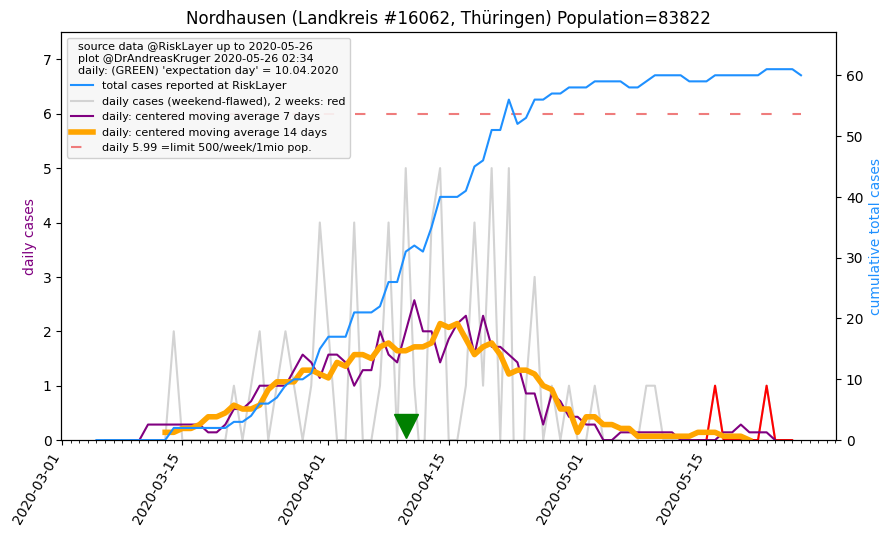 Nordhausen (Landkreis #16062, Thüringen) Population=83822
source data @RiskLayer up to 2020-05-26
plot @DrAndreasKruger 2020-05-26 02:34
daily: (GREEN) 'expectation day' = 10.04.2020
total cases reported at RiskLayer
daily cases (weekend-flawed), 2 weeks: red
daily: centered moving average 7 days
daily: centered moving average 14 days
daily 5.99 =limit 500/week/1mio pop.
daily cases
7
6
5
4
3
2
1
0
cumulative total cases
60
50
40
30
20
10
0
2020-03-01
2020-03-15
2020-04-01
2020-04-15
2020-05-01
2020-05-15